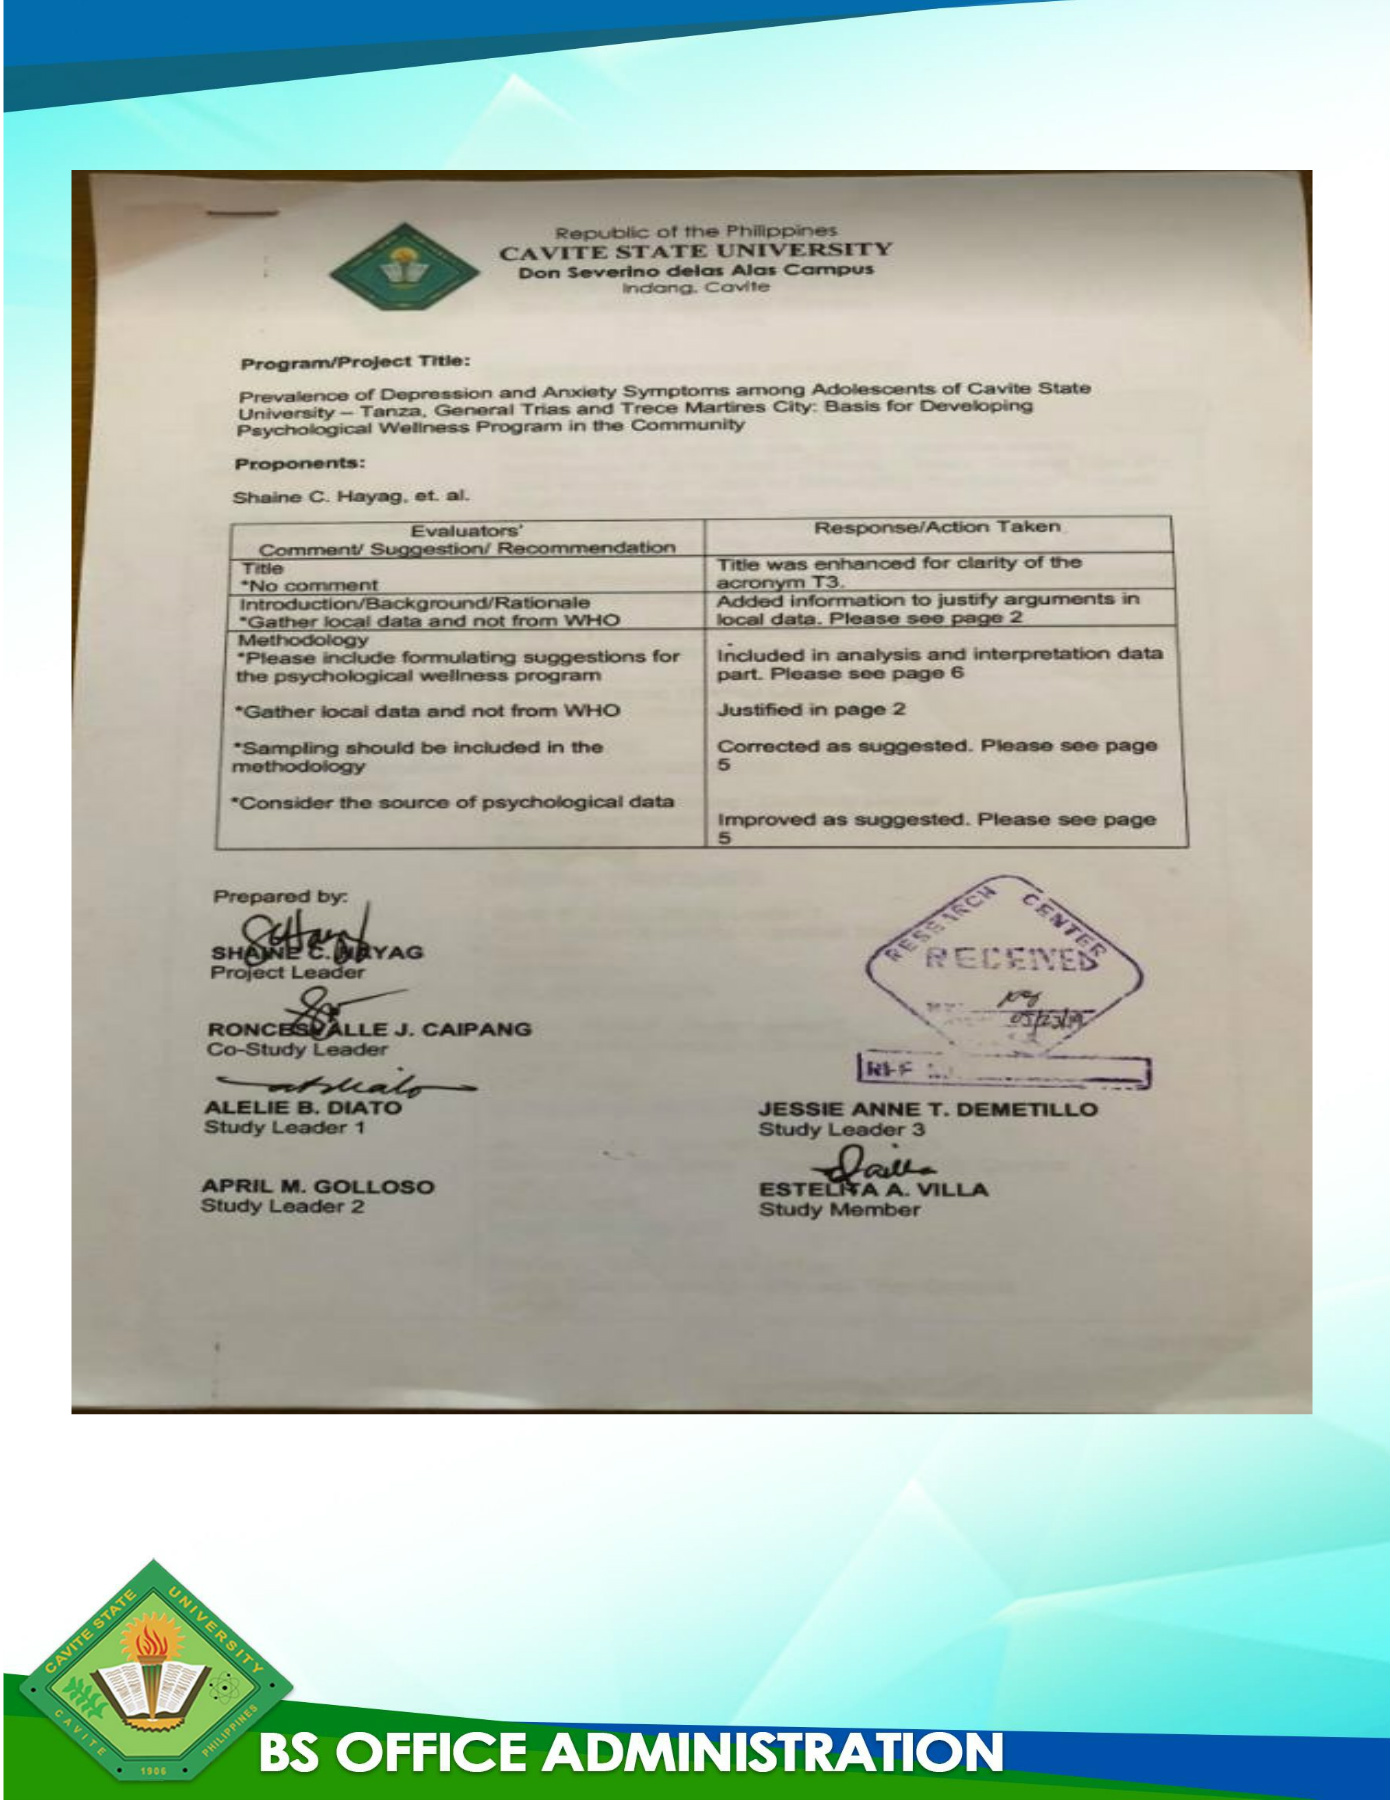 Republic of the Philippines
CAVITE STATE UNIVERSITY
Don Severino delas Alas Campus
Indang, Cavite
Program/Project Title:
Prevalence of Depression and Anxiety Symptoms among Adolescents of Cavite State
University – Tanza, General Trias and Trece Martires City: Basis for Developing
Psychological Wellness Program in the Community
Proponents:
Shaine C. Hayag, et. al.
Evaluators'
Comment/ Suggestion/ Recommendation
Response/Action Taken
Title
*No comment
Title was enhanced for clarity of the
acronym T3.
Introduction/Background/Rationale
*Gather local data and not from WHO
Added information to justify arguments in
local data. Please see page 2
Methodology
*Please include formulating suggestions for
the psychological wellness program
Included in analysis and interpretation data
part. Please see page 6
*Gather local data and not from WHO
Justified in page 2
*Sampling should be included in the
methodology
Corrected as suggested. Please see page
5
*Consider the source of psychological data
Improved as suggested. Please see page
5
Prepared by:
SHAINE C. HAYAG
Project Leader
RONCESVALLE J. CAIPANG
Co-Study Leader
ALELIE B. DIATO
Study Leader 1
APRIL M. GOLLOSO
Study Leader 2
RESEARCH CENTER
RECEIVED
05/23/19
REF
JESSIE ANNE T. DEMETILLO
Study Leader 3
ESTELITA A. VILLA
Study Member
CAVITE STATE UNIVERSITY
CAVITE PHILIPPINES
1906
BS OFFICE ADMINISTRATION